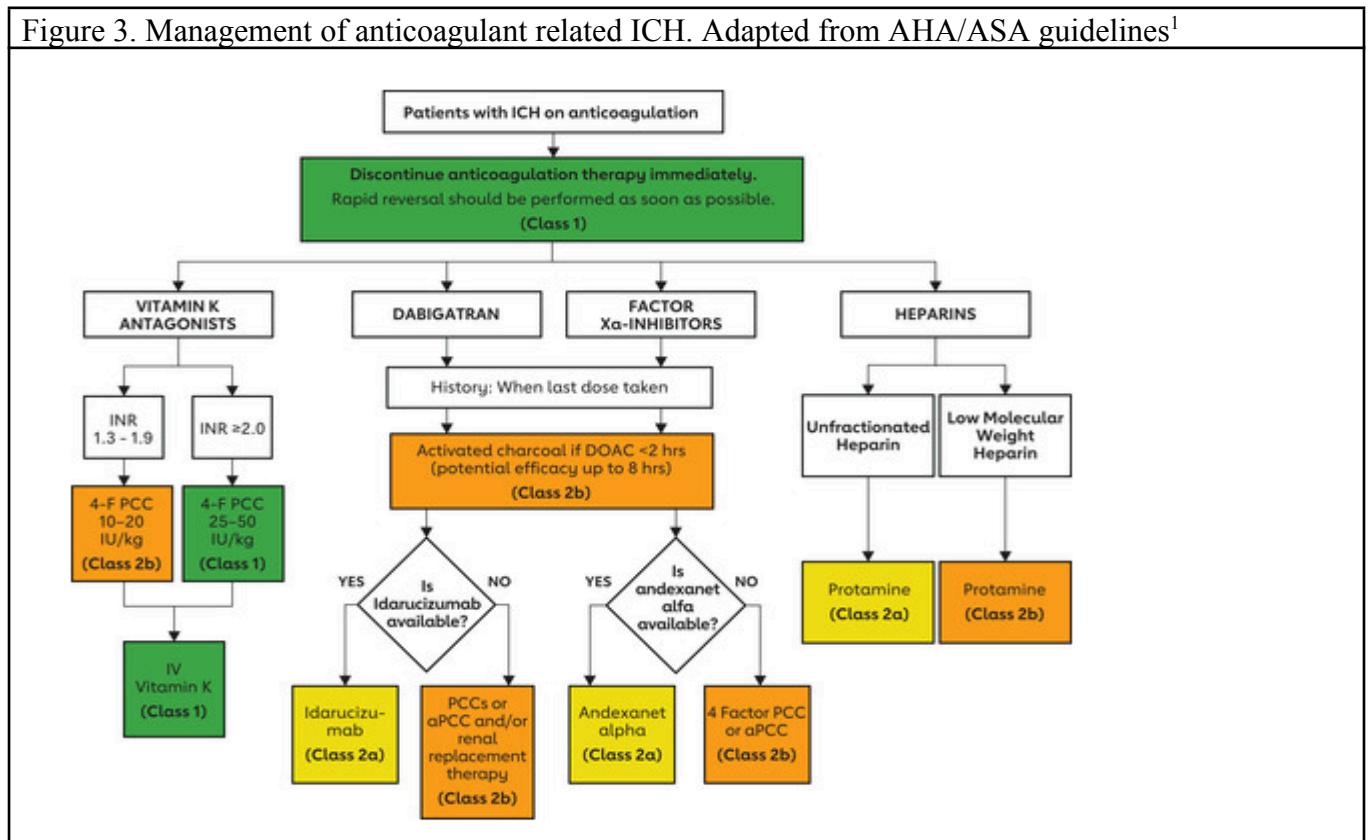 Figure 3. Management of anticoagulant related ICH. Adapted from AHA/ASA guidelines1
Patients with ICH on anticoagulation
Discontinue anticoagulation therapy immediately.
Rapid reversal should be performed as soon as possible.
(Class 1)
VITAMIN K
ANTAGONISTS
DABIGATRAN
FACTOR
Xa-INHIBITORS
HEPARINS
History: When last dose taken
INR
1.3 - 1.9
INR ≥2.0
Unfractionated
Heparin
Low Molecular
Weight
Heparin
Activated charcoal if DOAC <2 hrs
(potential efficacy up to 8 hrs)
(Class 2b)
4-F PCC
10–20
IU/kg
(Class 2b)
4-F PCC
25–50
IU/kg
(Class 1)
YES
Is
Idarucizumab
available?
NO
YES
Is
andexanet
alfa
available?
NO
Protamine
(Class 2a)
Protamine
(Class 2b)
IV
Vitamin K
(Class 1)
Idarucizu-
mab
(Class 2a)
PCCs or
aPCC and/or
renal
replacement
therapy
(Class 2b)
Andexanet
alpha
(Class 2a)
4 Factor PCC
or aPCC
(Class 2b)